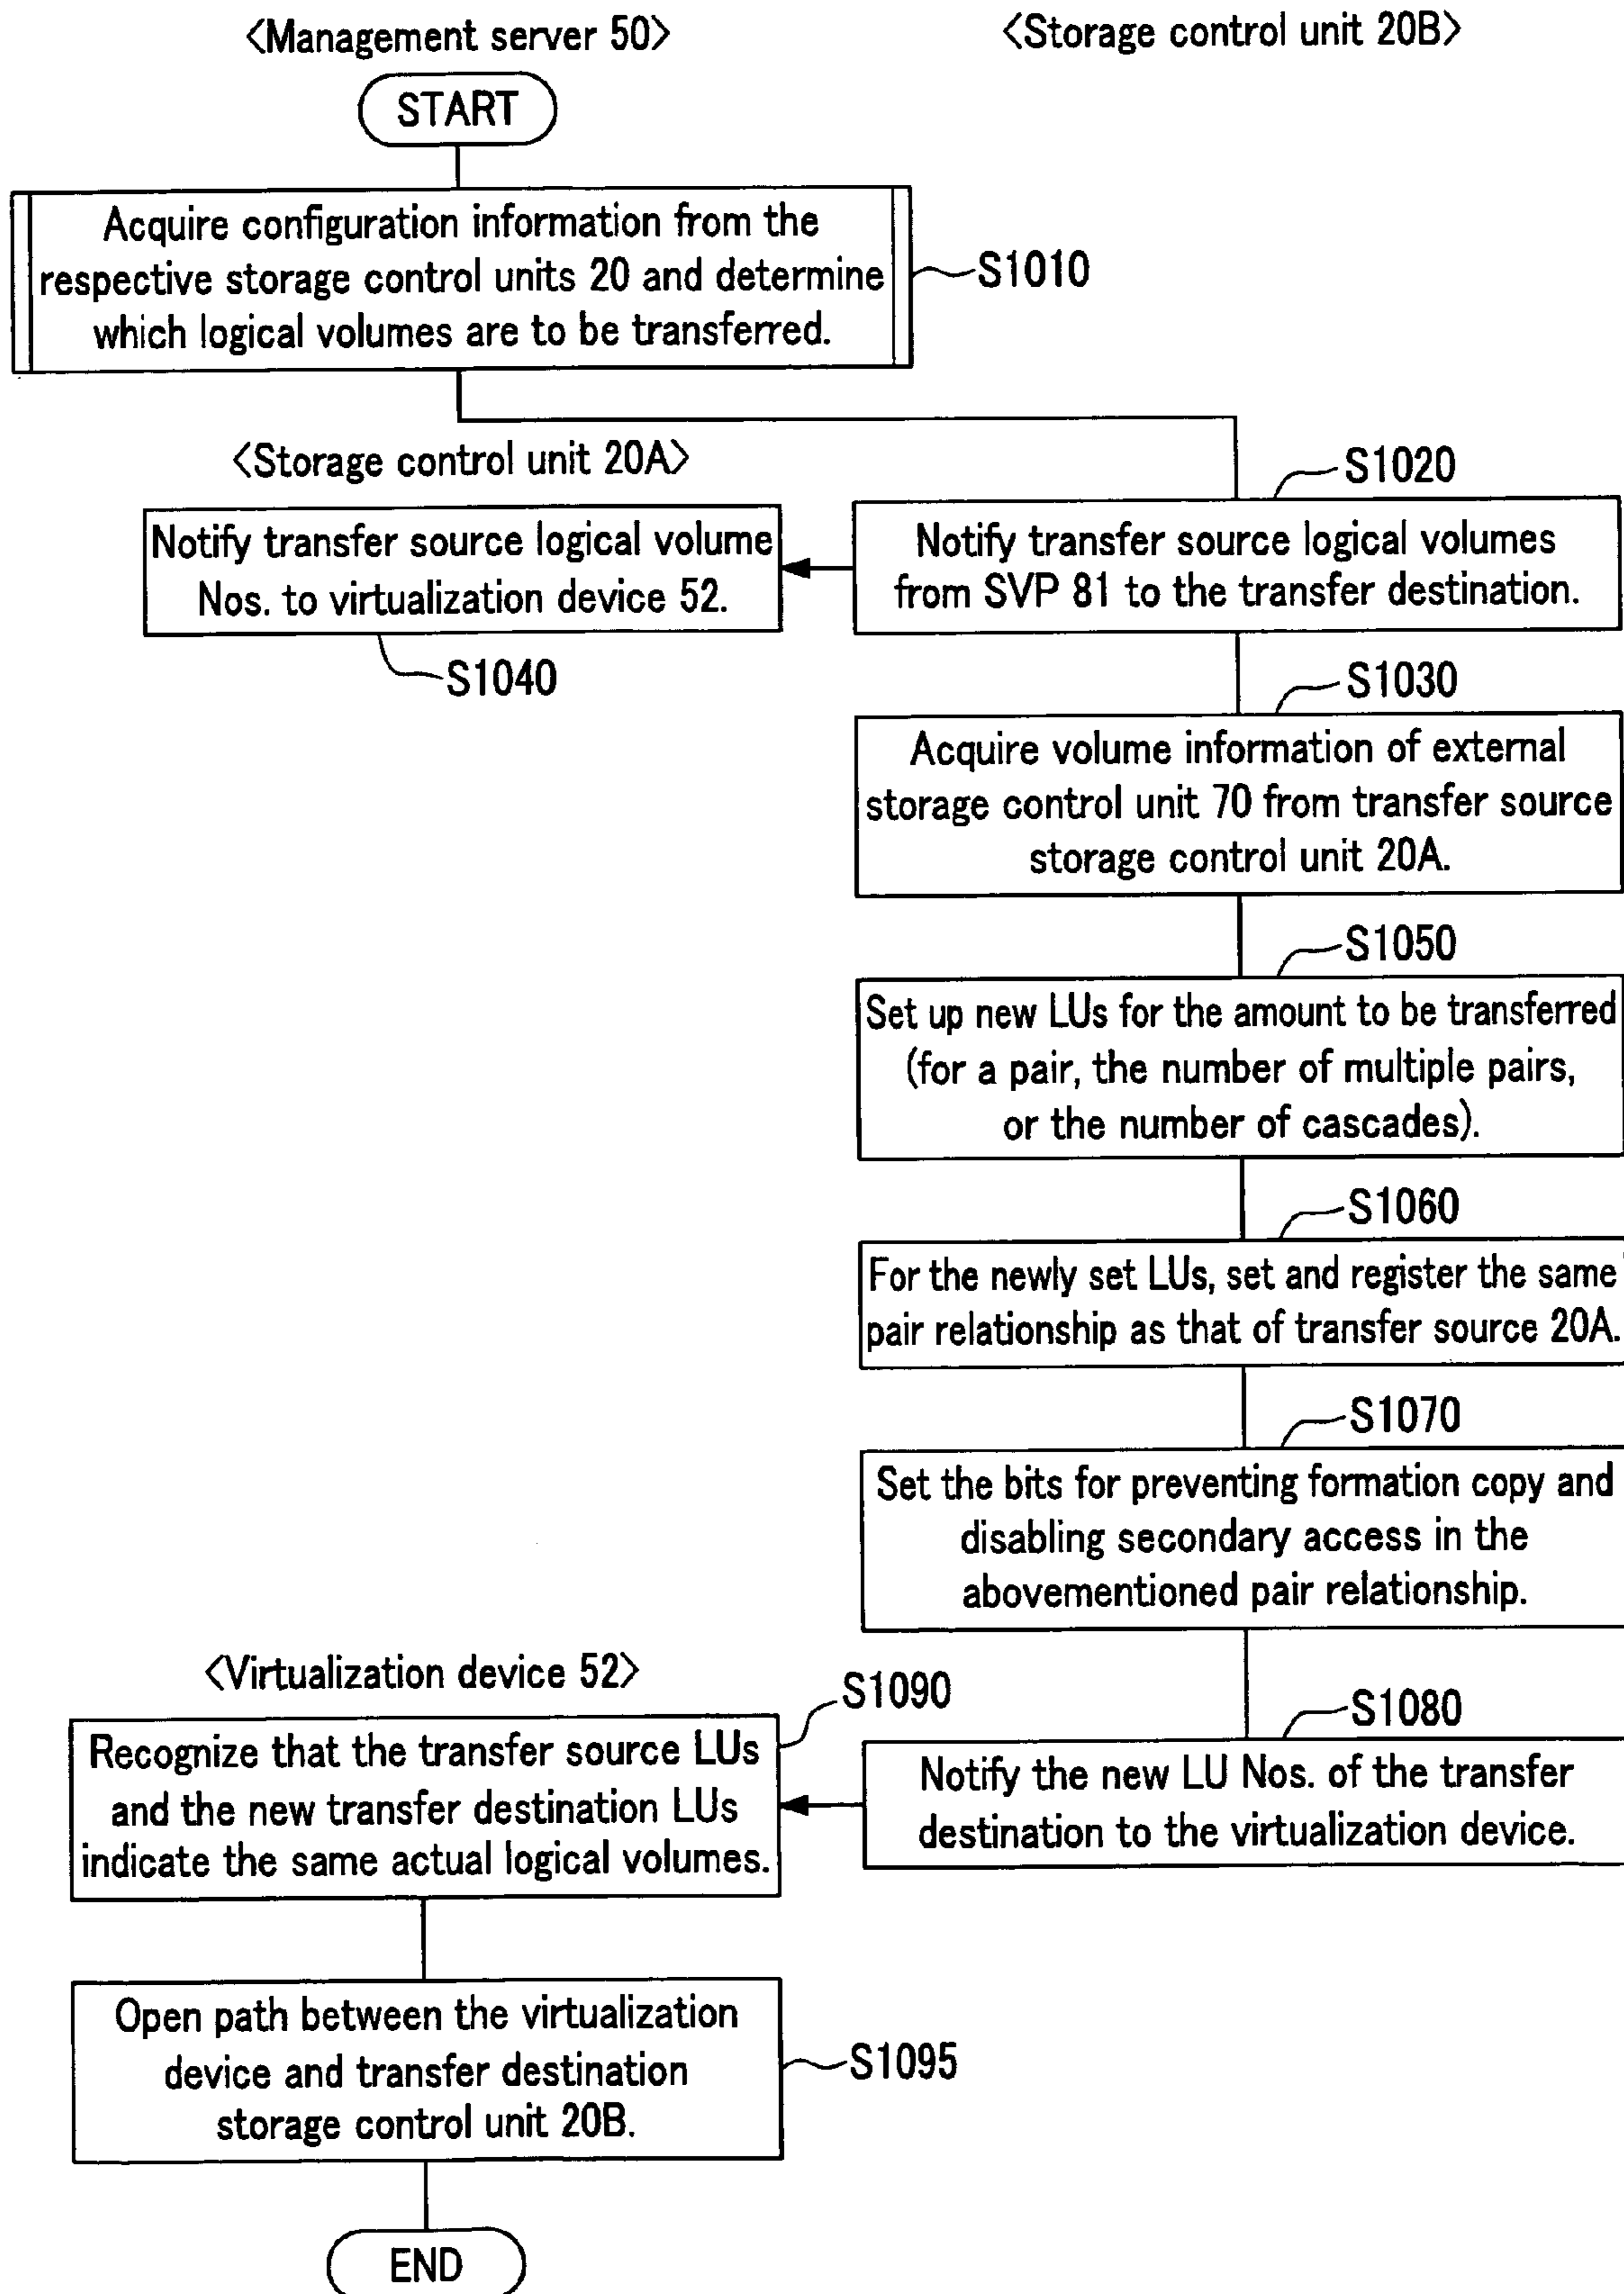 <Management server 50>
<Storage control unit 20B>
START
Acquire configuration information from the
respective storage control units 20 and determine
which logical volumes are to be transferred.
S1010
<Storage control unit 20A>
S1020
Notify transfer source logical volume
Nos. to virtualization device 52.
Notify transfer source logical volumes
from SVP 81 to the transfer destination.
S1040
S1030
Acquire volume information of external
storage control unit 70 from transfer source
storage control unit 20A.
S1050
Set up new LUs for the amount to be transferred
(for a pair, the number of multiple pairs,
or the number of cascades).
S1060
For the newly set LUs, set and register the same
pair relationship as that of transfer source 20A.
S1070
Set the bits for preventing formation copy and
disabling secondary access in the
abovementioned pair relationship.
<Virtualization device 52>
S1090
S1080
Recognize that the transfer source LUs
and the new transfer destination LUs
indicate the same actual logical volumes.
Notify the new LU Nos. of the transfer
destination to the virtualization device.
Open path between the virtualization
device and transfer destination
storage control unit 20B.
S1095
END